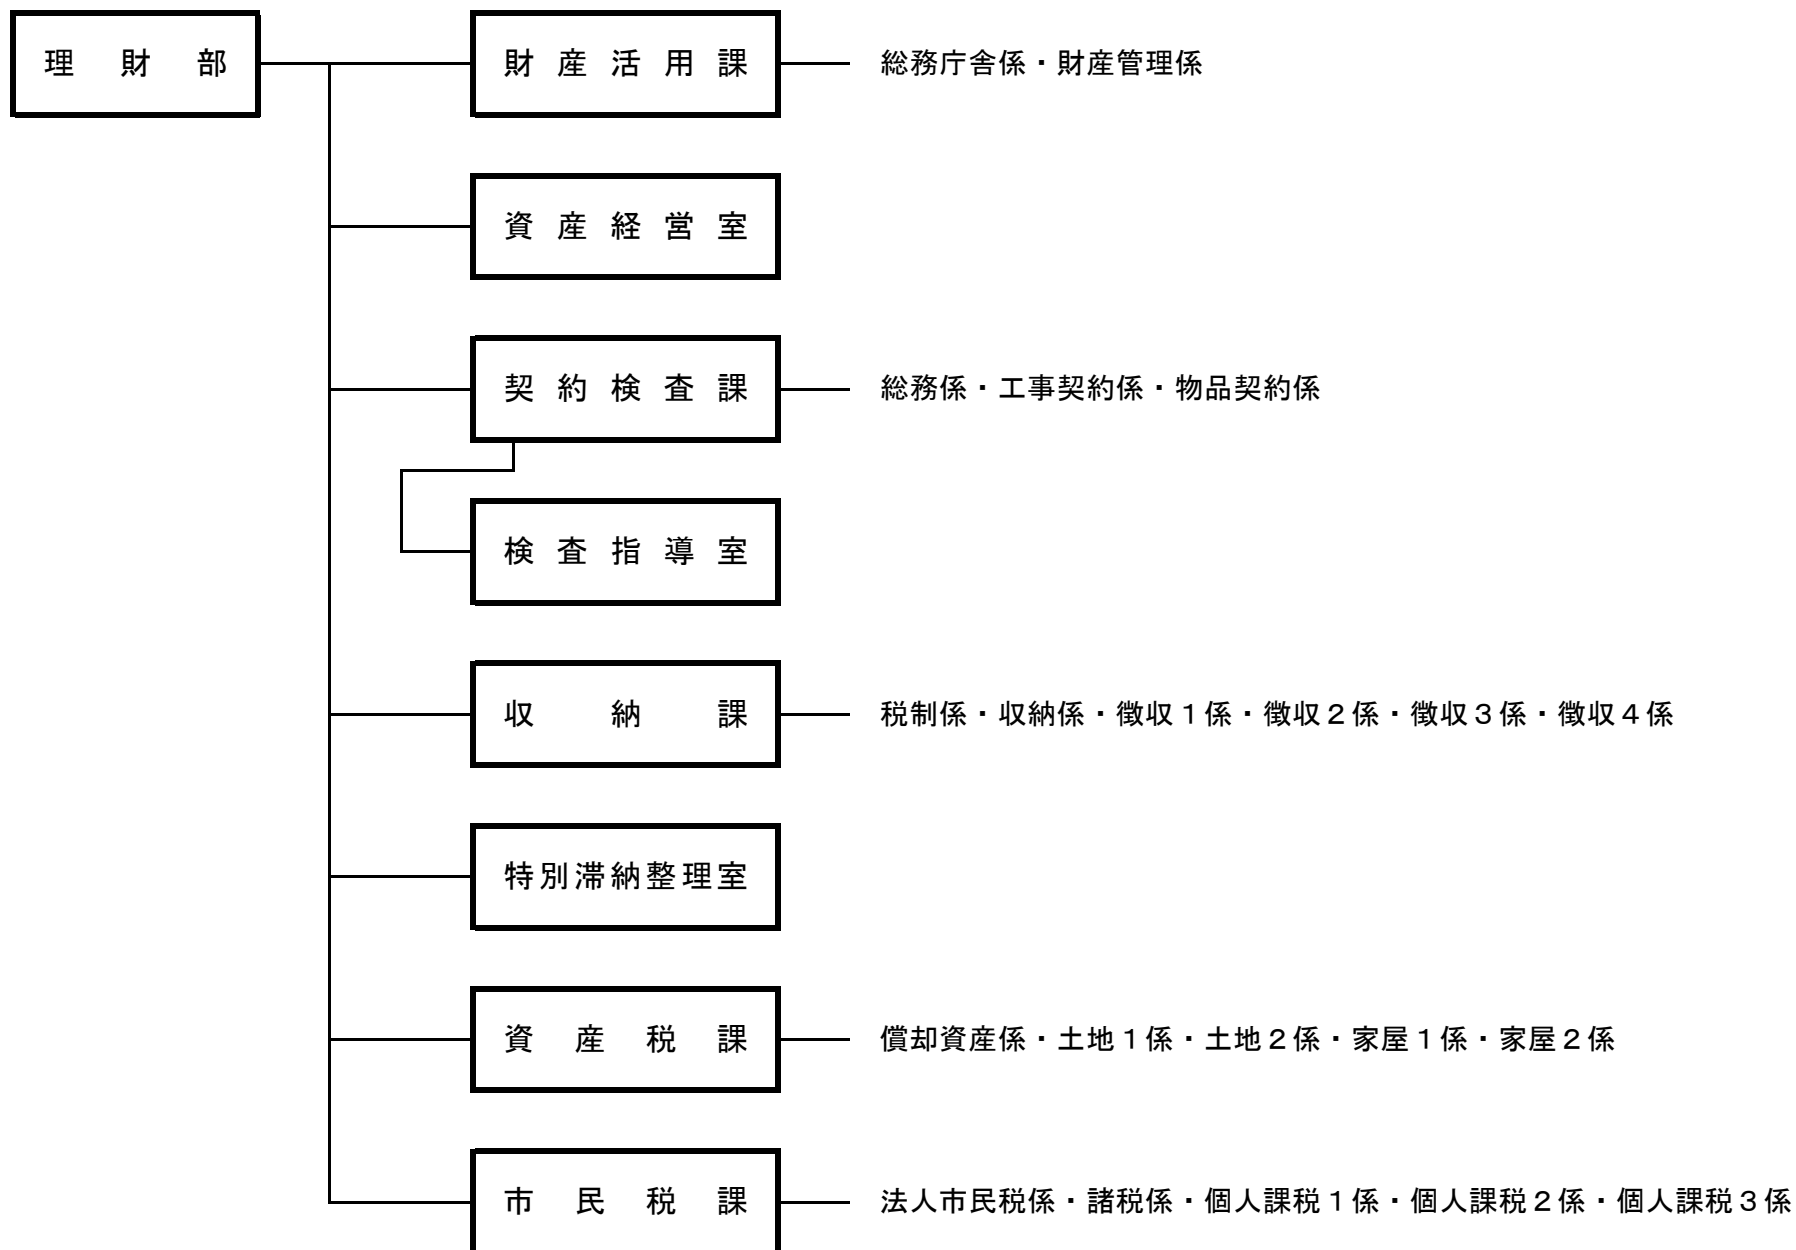 理財部 財産活用課 総務庁舎係・財産管理係
資産経営室
契約検査課 総務係・工事契約係・物品契約係
検査指導室
収納課 税制係・収納係・徴収１係・徴収２係・徴収３係・徴収４係
特別滞納整理室
資産税課 償却資産係・土地１係・土地２係・家屋１係・家屋２係
市民税課 法人市民税係・諸税係・個人課税１係・個人課税２係・個人課税３係